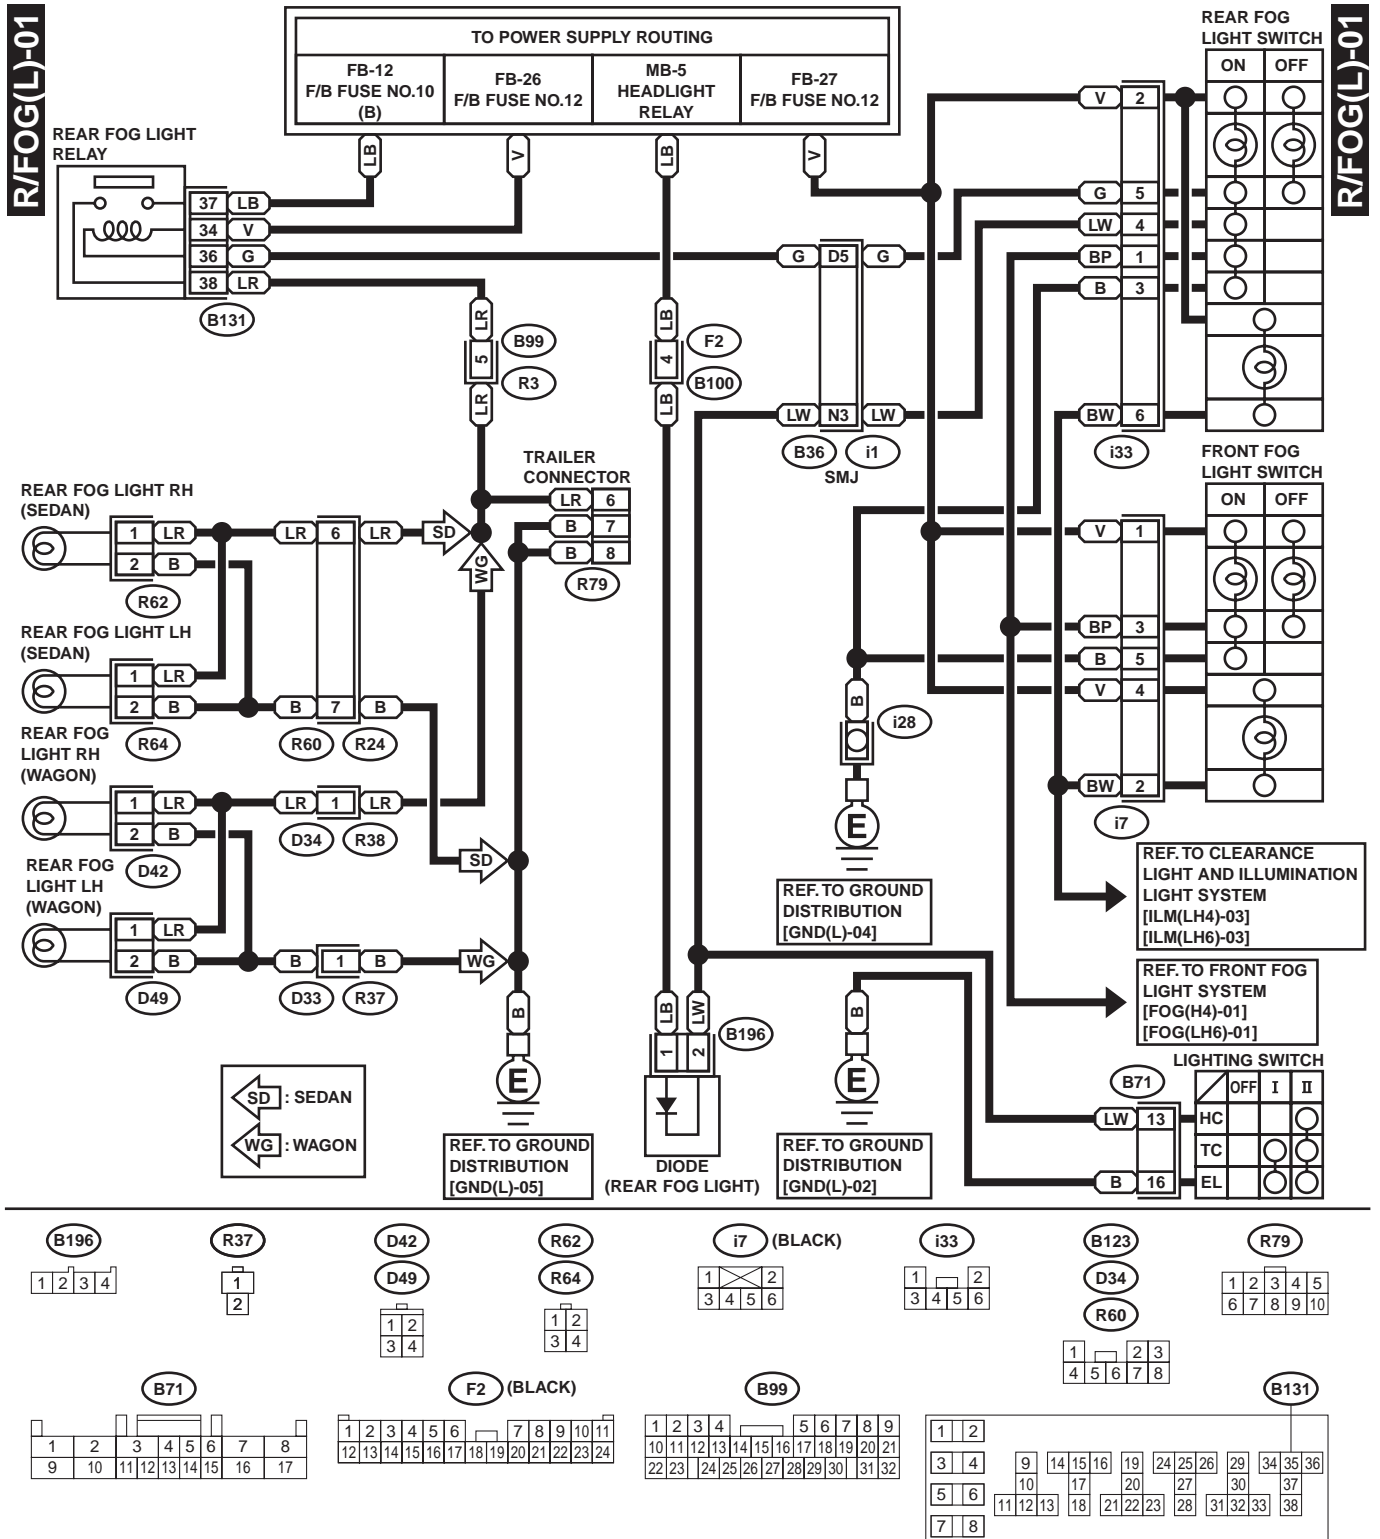 R/FOG(L)-01
R/FOG(L)-01
TO POWER SUPPLY ROUTING
FB-12
F/B FUSE NO.10
(B)
FB-26
F/B FUSE NO.12
MB-5
HEADLIGHT
RELAY
FB-27
F/B FUSE NO.12
LB
V
LB
V
REAR FOG LIGHT
RELAY
37 LB
34 V
36 G
38 LR
B131
LR
5
LR
B99
R3
LB
4
LB
F2
B100
G D5 G
LW N3 LW
B36 i1
SMJ
REAR FOG
LIGHT SWITCH
ON OFF
V 2
G 5
LW 4
BP 1
B 3
BW 6
i33
FRONT FOG
LIGHT SWITCH
ON OFF
V 1
BP 3
B 5
V 4
BW 2
i7
TRAILER
CONNECTOR
LR 6
B 7
B 8
R79
REAR FOG LIGHT RH
(SEDAN)
1 LR
2 B
R62
LR 6 LR
SD
WG
REAR FOG LIGHT LH
(SEDAN)
1 LR
2 B
R64
B 7 B
R60 R24
REAR FOG
LIGHT RH
(WAGON)
1 LR
2 B
D42
LR 1 LR
D34 R38
SD
REAR FOG
LIGHT LH
(WAGON)
1 LR
2 B
D49
B 1 B
D33 R37
WG
B
E
REF. TO GROUND
DISTRIBUTION
[GND(L)-05]
SD : SEDAN
WG : WAGON
B
i28
E
REF. TO GROUND
DISTRIBUTION
[GND(L)-04]
LB LW
1 2
B196
DIODE
(REAR FOG LIGHT)
B
E
REF. TO GROUND
DISTRIBUTION
[GND(L)-02]
REF. TO CLEARANCE
LIGHT AND ILLUMINATION
LIGHT SYSTEM
[ILM(LH4)-03]
[ILM(LH6)-03]
REF. TO FRONT FOG
LIGHT SYSTEM
[FOG(H4)-01]
[FOG(LH6)-01]
LIGHTING SWITCH
B71
OFF I II
LW 13 HC
TC
B 16 EL
B196
1 2 3 4
R37
1
2
D42
D49
1 2
3 4
R62
R64
1 2
3 4
i7 (BLACK)
1 2
3 4 5 6
i33
1 2
3 4 5 6
B123
D34
R60
1 2 3
4 5 6 7 8
R79
1 2 3 4 5
6 7 8 9 10
B71
1 2 3 4 5 6 7 8
9 10 11 12 13 14 15 16 17
F2 (BLACK)
1 2 3 4 5 6 7 8 9 10 11
12 13 14 15 16 17 18 19 20 21 22 23 24
B99
1 2 3 4 5 6 7 8 9
10 11 12 13 14 15 16 17 18 19 20 21
22 23 24 25 26 27 28 29 30 31 32
B131
1 2
3 4 9 14 15 16 19 24 25 26 29 34 35 36
10 17 20 27 30 37
5 6 11 12 13 18 21 22 23 28 31 32 33 38
7 8